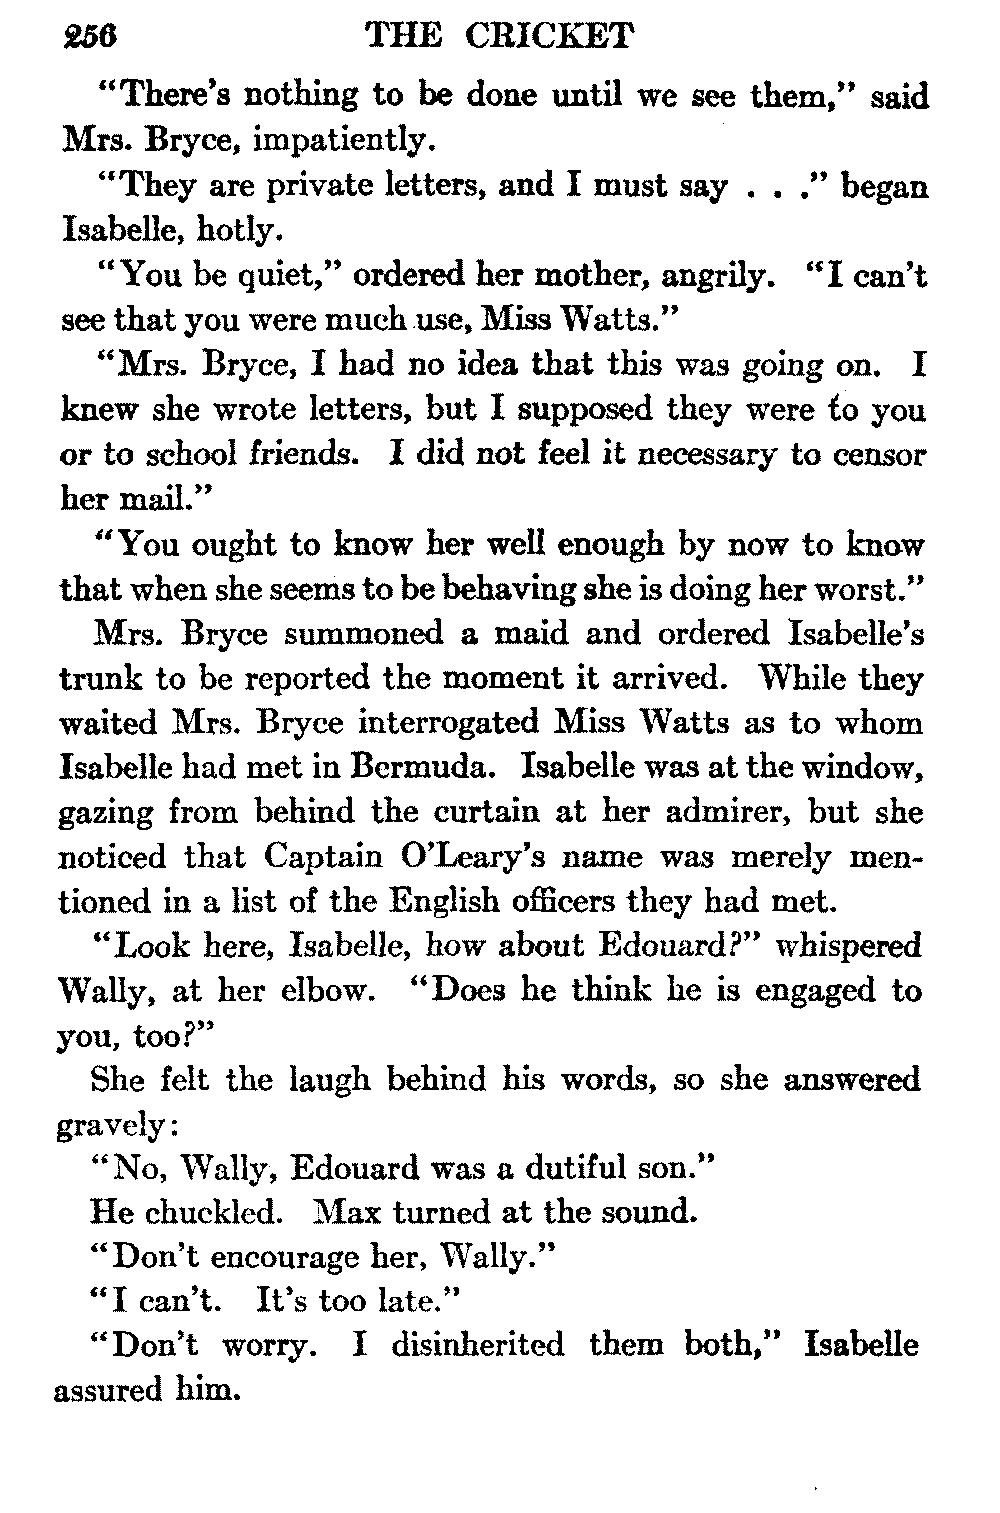 256 THE CRICKET
"There's nothing to be done until we see them," said
Mrs. Bryce, impatiently.
"They are private letters, and I must say . . ." began
Isabelle, hotly.
"You be quiet," ordered her mother, angrily. "I can't
see that you were much use, Miss Watts."
"Mrs. Bryce, I had no idea that this was going on. I
knew she wrote letters, but I supposed they were to you
or to school friends. I did not feel it necessary to censor
her mail."
"You ought to know her well enough by now to know
that when she seems to be behaving she is doing her worst."
Mrs. Bryce summoned a maid and ordered Isabelle's
trunk to be reported the moment it arrived. While they
waited Mrs. Bryce interrogated Miss Watts as to whom
Isabelle had met in Bermuda. Isabelle was at the window,
gazing from behind the curtain at her admirer, but she
noticed that Captain O'Leary's name was merely men-
tioned in a list of the English officers they had met.
"Look here, Isabelle, how about Edouard?" whispered
Wally, at her elbow. "Does he think he is engaged to
you, too?"
She felt the laugh behind his words, so she answered
gravely:
"No, Wally, Edouard was a dutiful son."
He chuckled. Max turned at the sound.
"Don't encourage her, Wally."
"I can't. It's too late."
"Don't worry. I disinherited them both," Isabelle
assured him.